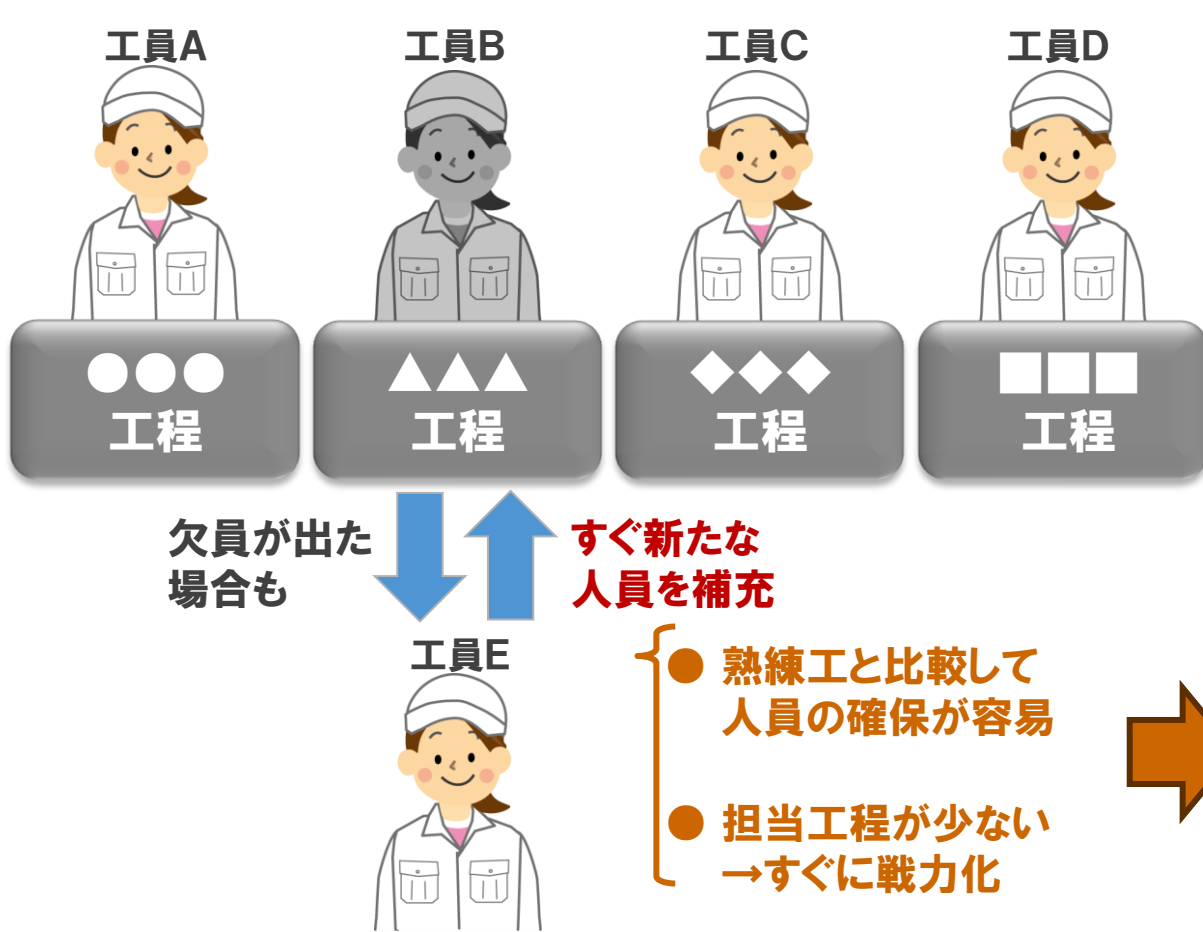 工員A
工員B
工員C
工員D
●●●
工程
▲▲▲
工程
◆◆◆
工程
■■■
工程
欠員が出た
場合も
すぐ新たな
人員を補充
工員E
● 熟練工と比較して
人員の確保が容易
● 担当工程が少ない
→すぐに戦力化